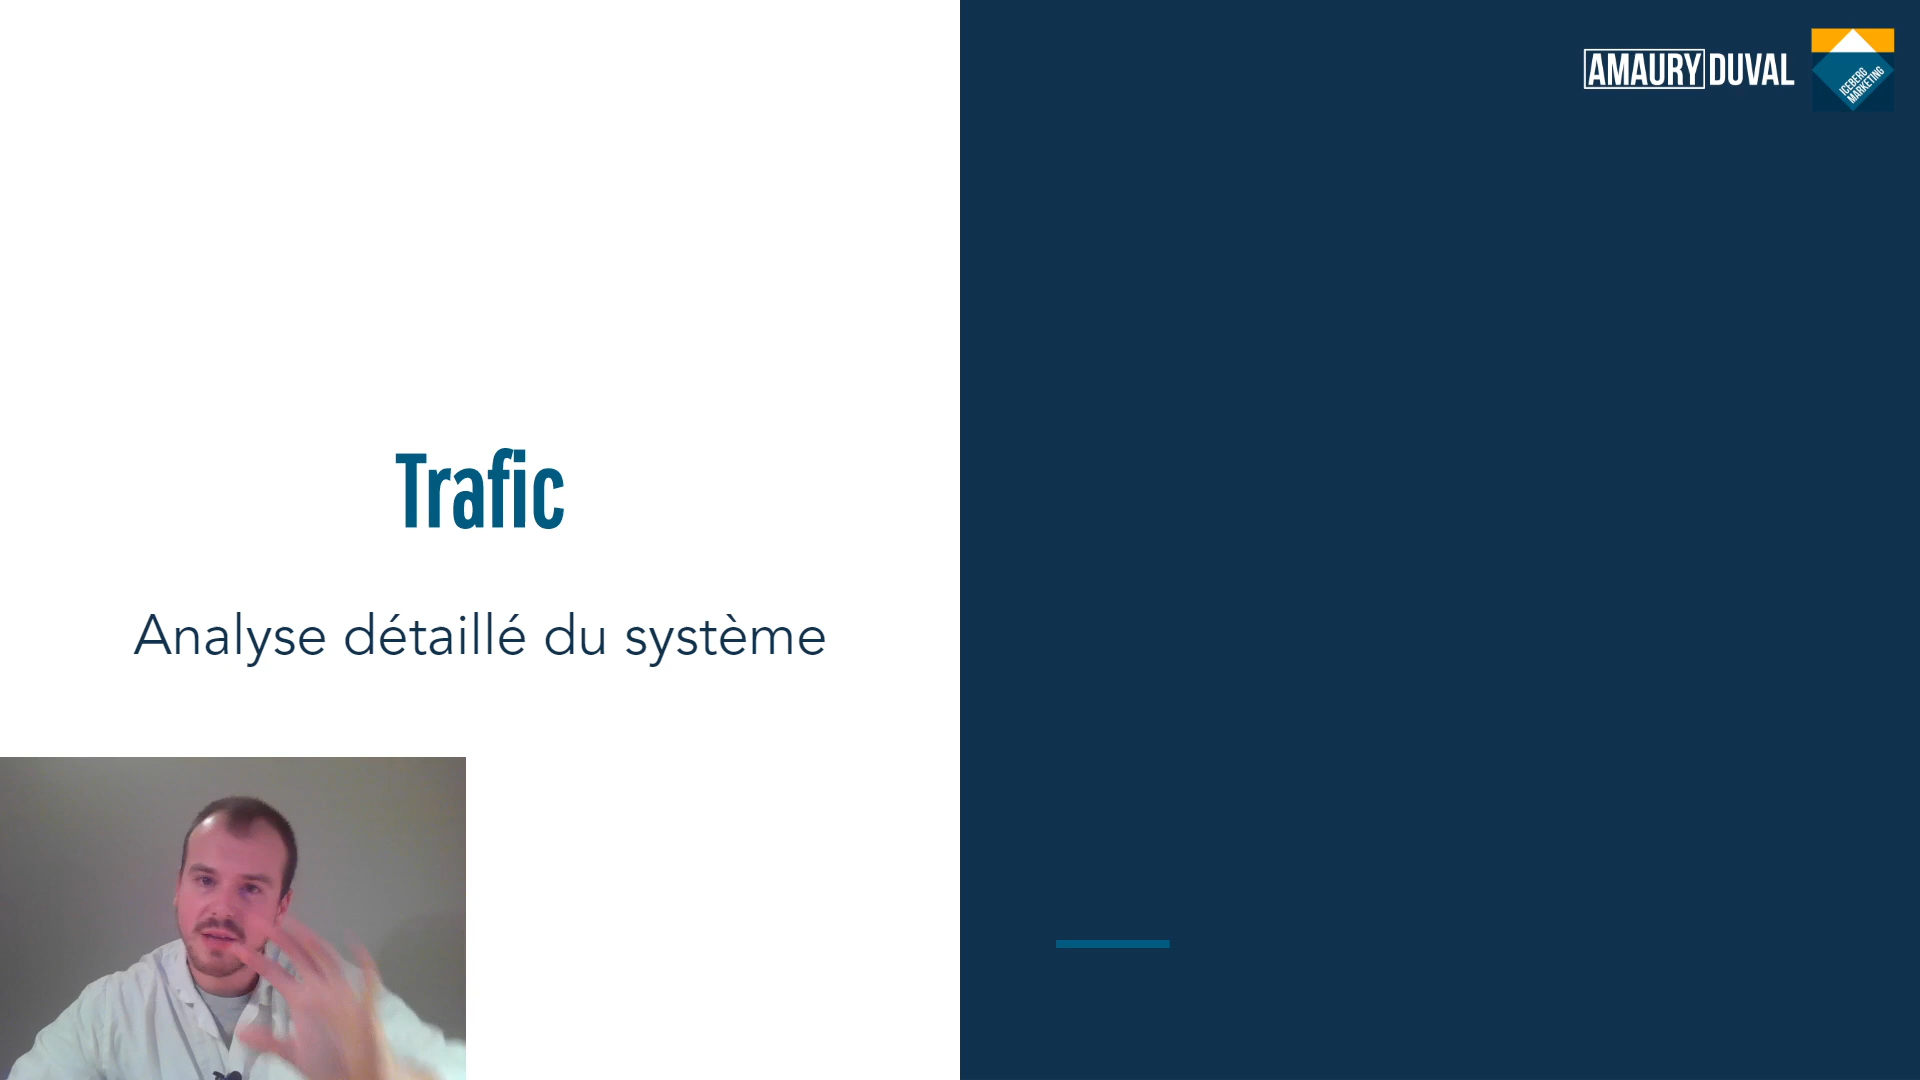 AMAURY DUVAL
ICEBERG
MARKETING
Trafic
Analyse détaillé du système